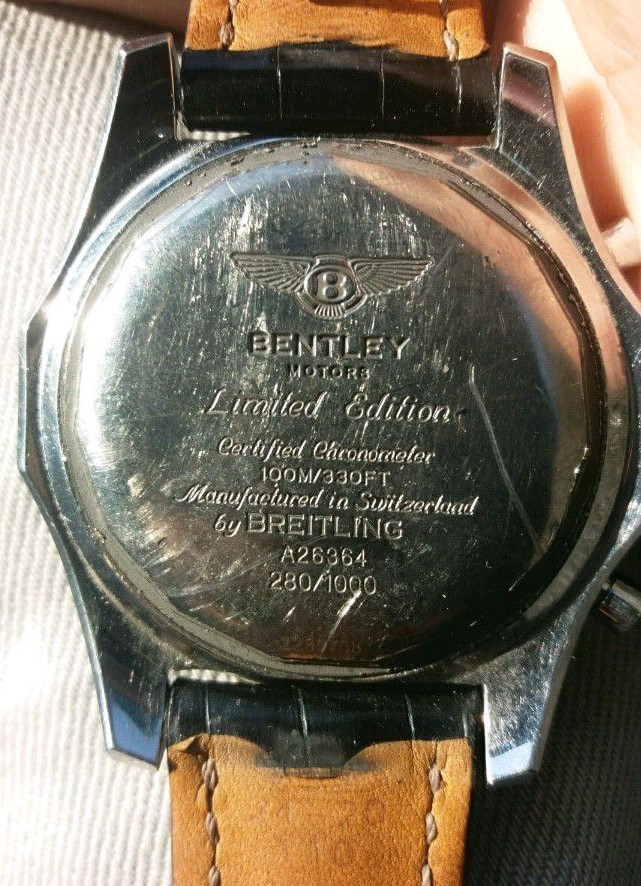 B
BENTLEY
MOTORS
Limited Edition
Certified Chronometer
100M/330FT
Manufactured in Switzerland
by BREITLING
A26364
280/1000